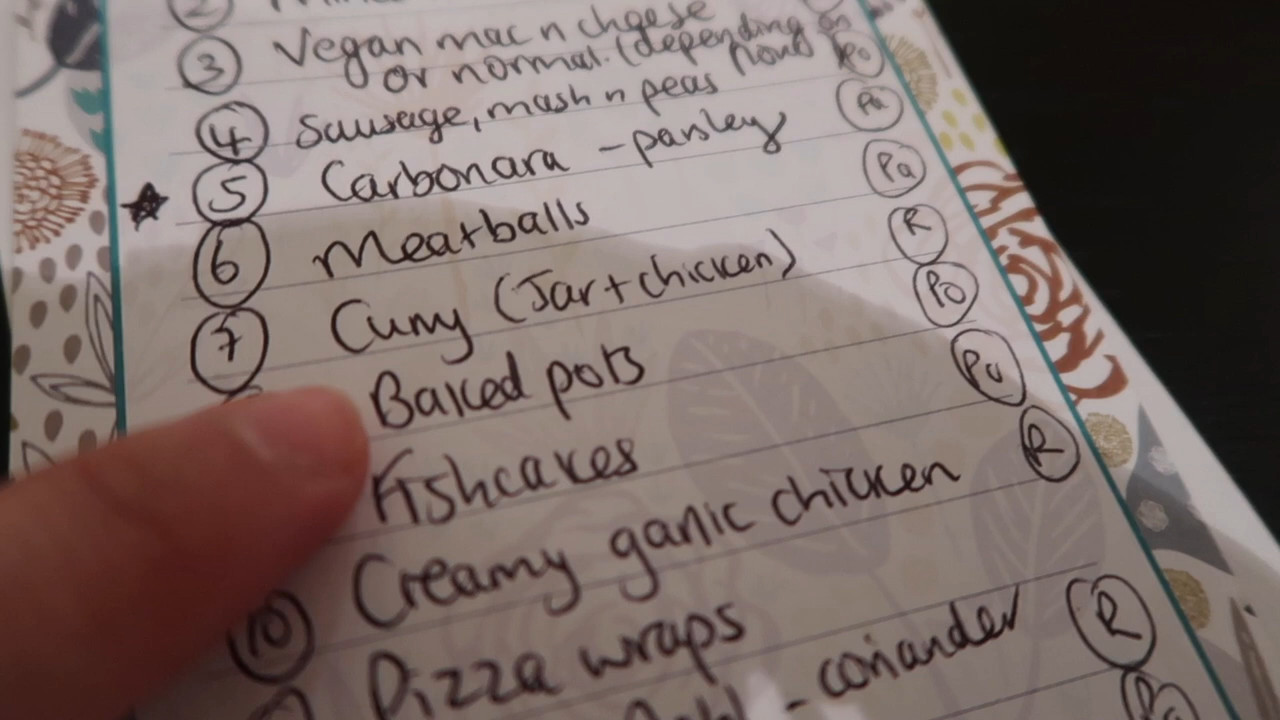 2
3 Vegan mac n cheese
or normal. (depending on Po
4 Sausage, mash n peas Pa
5 Carbonara - parsley Pa
6 Meatballs R
7 Curry (Jar + chicken) Po
Baked pots Po
Fishcakes R
10 Creamy garlic chicken
Pizza wraps R
- coriander